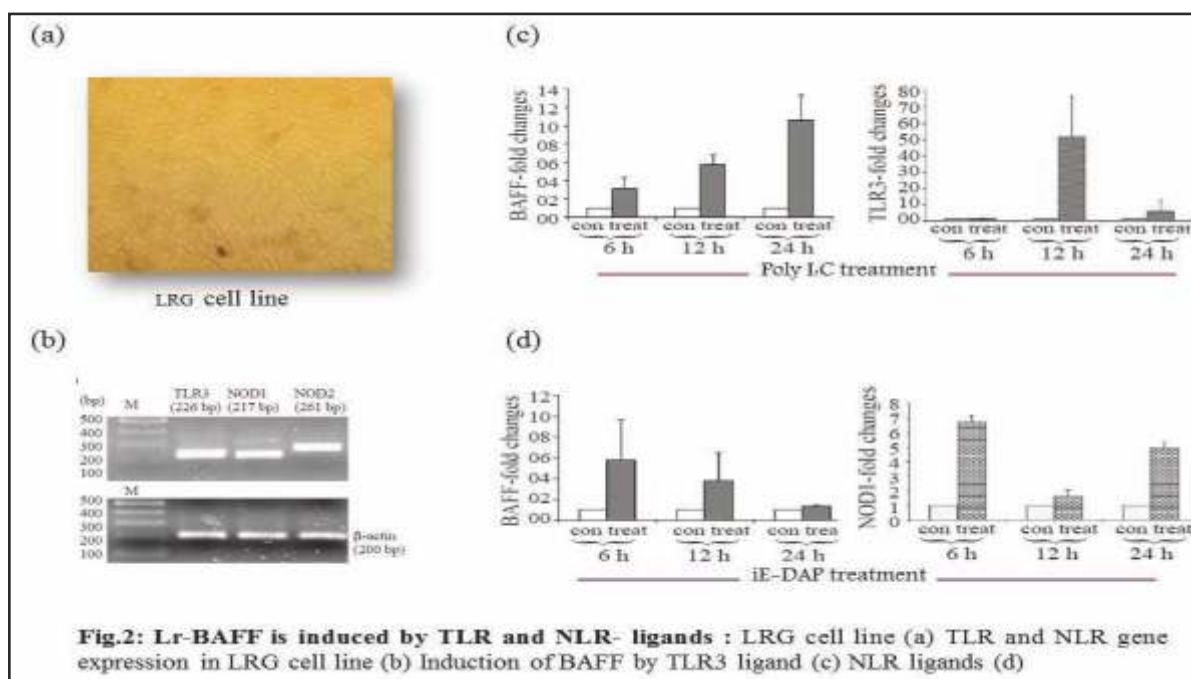 (a)
LRG cell line
(b)
(bp)
M
TLR3
(226 bp)
NOD1
(217 bp)
NOD2
(261 bp)
500
400
300
200
100
M
500
400
300
200
100
β-actin
(200 bp)
(c)
BAFF-fold changes
14
12
10
08
06
04
02
00
con treat con treat con treat
6 h 12 h 24 h
TLR3-fold changes
80
70
60
50
40
30
20
10
00
con treat con treat con treat
6 h 12 h 24 h
Poly I:C treatment
(d)
BAFF-fold changes
12
10
08
06
04
02
00
con treat con treat con trea
6 h 12 h 24 h
NOD1-fold changes
8
7
6
5
4
3
2
1
con treat con treat con treat
6 h 12 h 24 h
iE-DAP treatment
Fig.2: Lr-BAFF is induced by TLR and NLR- ligands : LRG cell line (a) TLR and NLR gene
expression in LRG cell line (b) Induction of BAFF by TLR3 ligand (c) NLR ligands (d)